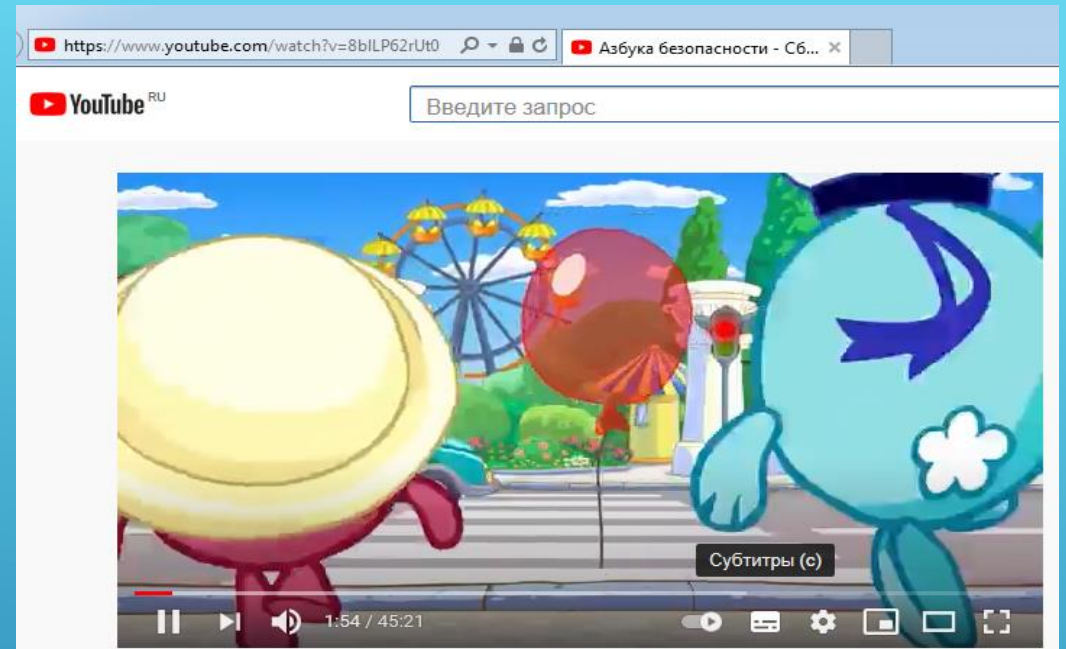 https://www.youtube.com/watch?v=8bILP62rUt0
Азбука безопасности - Сб...
YouTube RU
Введите запрос
Субтитры (c)
1:54 / 45:21